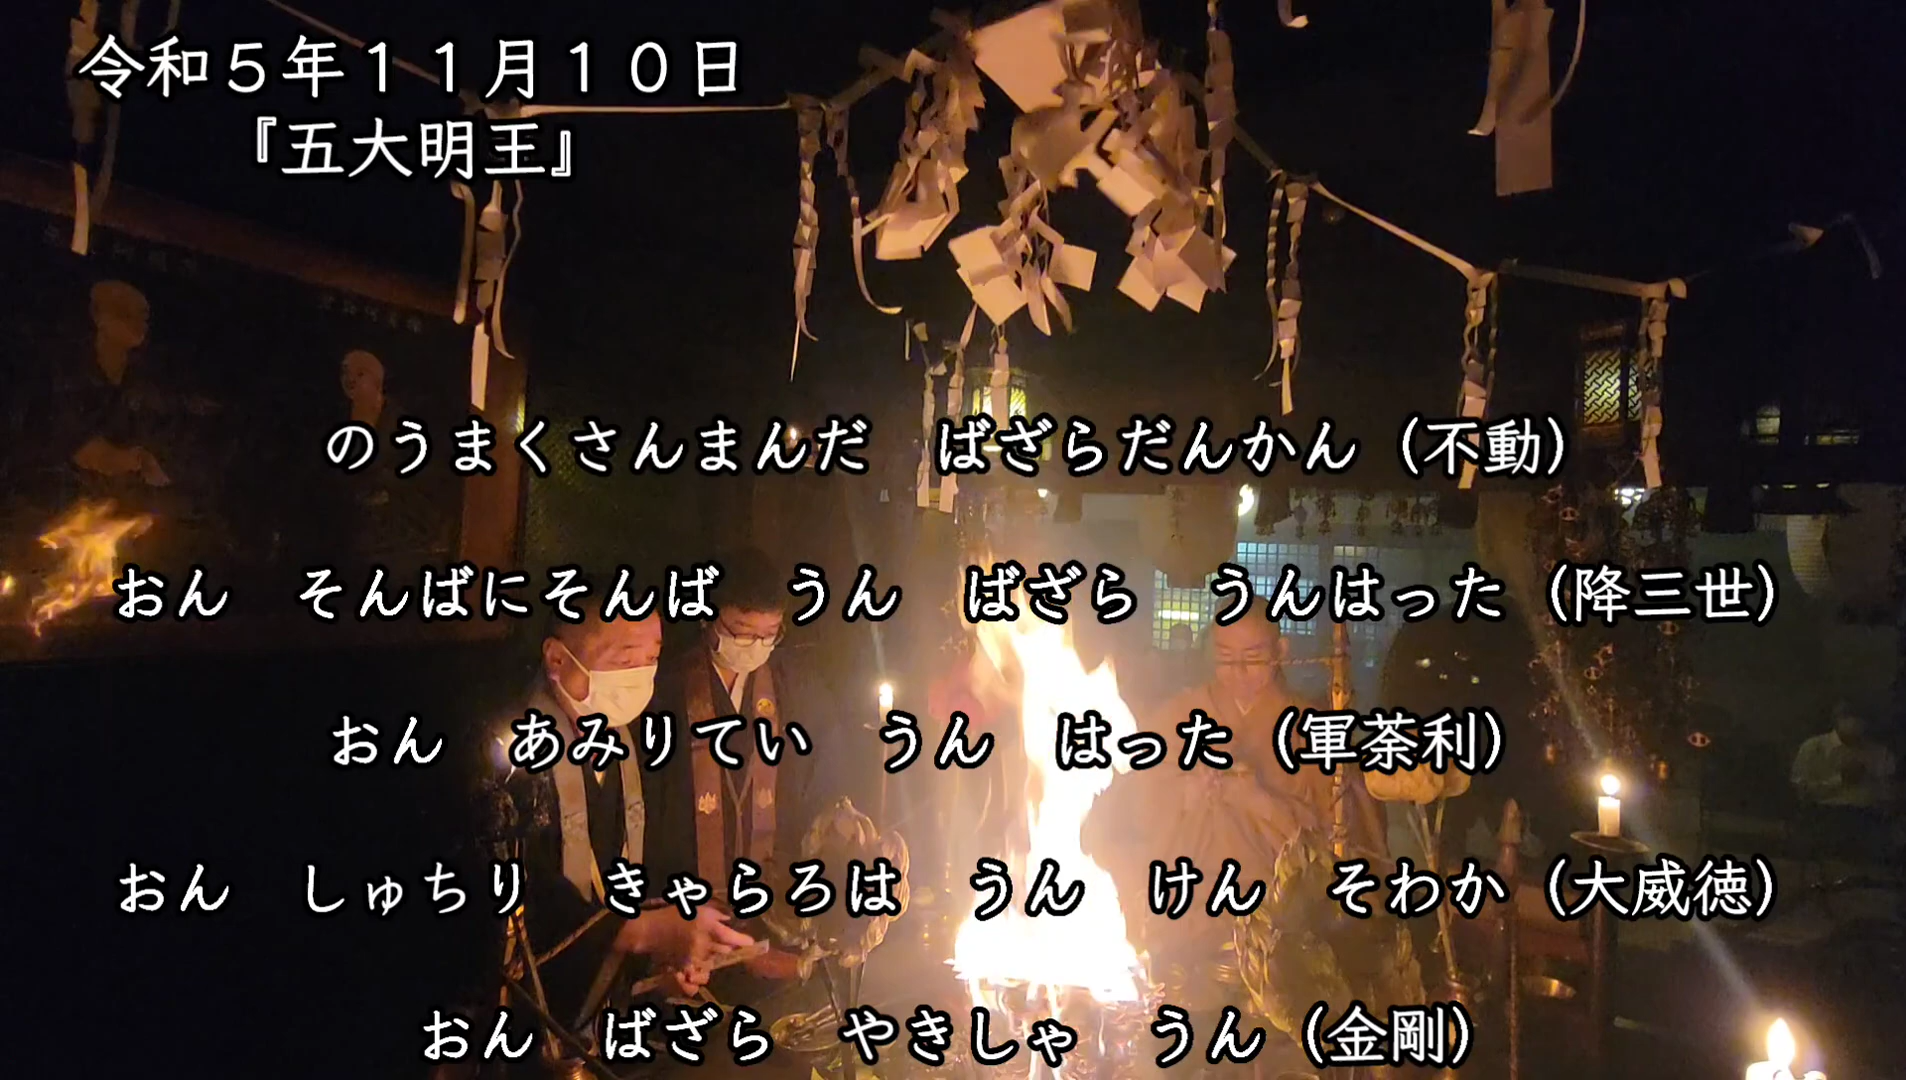 令和５年１１月１０日
『五大明王』
のうまくさんまんだ　ばざらだんかん（不動）
おん　そんばにそんば　うん　ばざら　うんはった（降三世）
おん　あみりてい　うん　はった（軍荼利）
おん　しゅちり　きゃらろは　うん　けん　そわか（大威徳）
おん　ばざら　やきしゃ　うん（金剛）